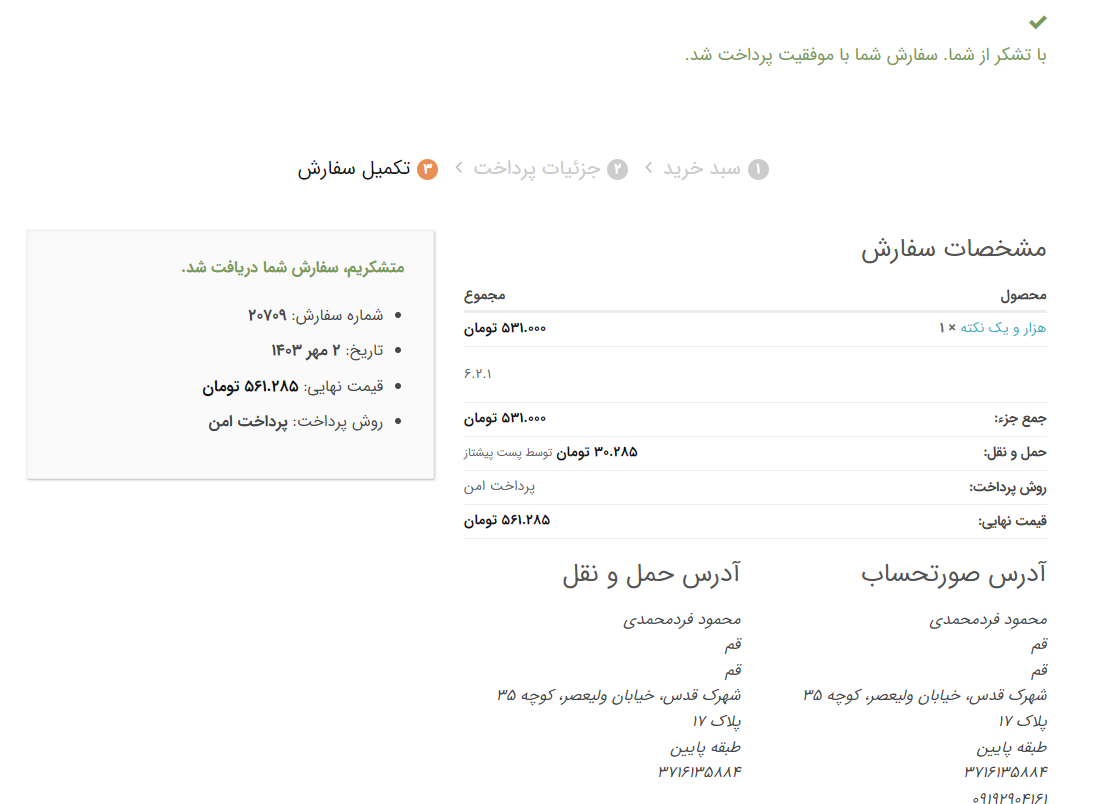 با تشکر از شما. سفارش شما با موفقیت پرداخت شد.
۱ سبد خرید
۲ جزئیات پرداخت
۳ تکمیل سفارش
مشخصات سفارش
محصول مجموع
هزار و یک نکته × ۱ ۵۳۱.۰۰۰ تومان
۶.۲.۱
جمع جزء: ۵۳۱.۰۰۰ تومان
حمل و نقل: ۳۰.۲۸۵ تومان توسط پست پیشتاز
روش پرداخت: پرداخت امن
قیمت نهایی: ۵۶۱.۲۸۵ تومان
متشکریم، سفارش شما دریافت شد.
شماره سفارش: ۲۰۷۰۹
تاریخ: ۲ مهر ۱۴۰۳
قیمت نهایی: ۵۶۱.۲۸۵ تومان
روش پرداخت: پرداخت امن
آدرس صورتحساب
محمود فردمحمدی
قم
قم
شهرک قدس، خیابان ولیعصر، کوچه ۳۵
پلاک ۱۷
طبقه پایین
۳۷۱۶۱۳۵۸۸۴
۰۹۱۹۲۹۰۴۱۶۱
آدرس حمل و نقل
محمود فردمحمدی
قم
قم
شهرک قدس، خیابان ولیعصر، کوچه ۳۵
پلاک ۱۷
طبقه پایین
۳۷۱۶۱۳۵۸۸۴